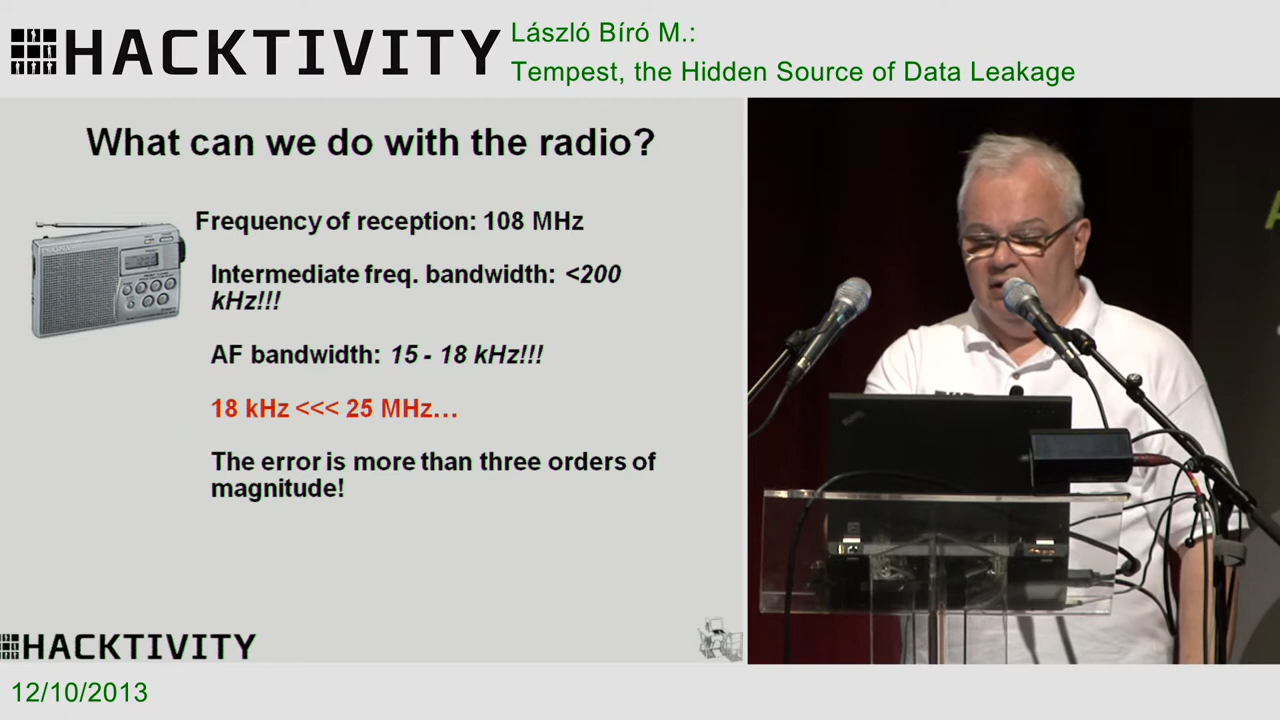 HACKTIVITY
László Bíró M.:
Tempest, the Hidden Source of Data Leakage
What can we do with the radio?
Frequency of reception: 108 MHz
Intermediate freq. bandwidth: <200
kHz!!!
AF bandwidth: 15 - 18 kHz!!!
18 kHz <<< 25 MHz…
The error is more than three orders of
magnitude!
HACKTIVITY
12/10/2013